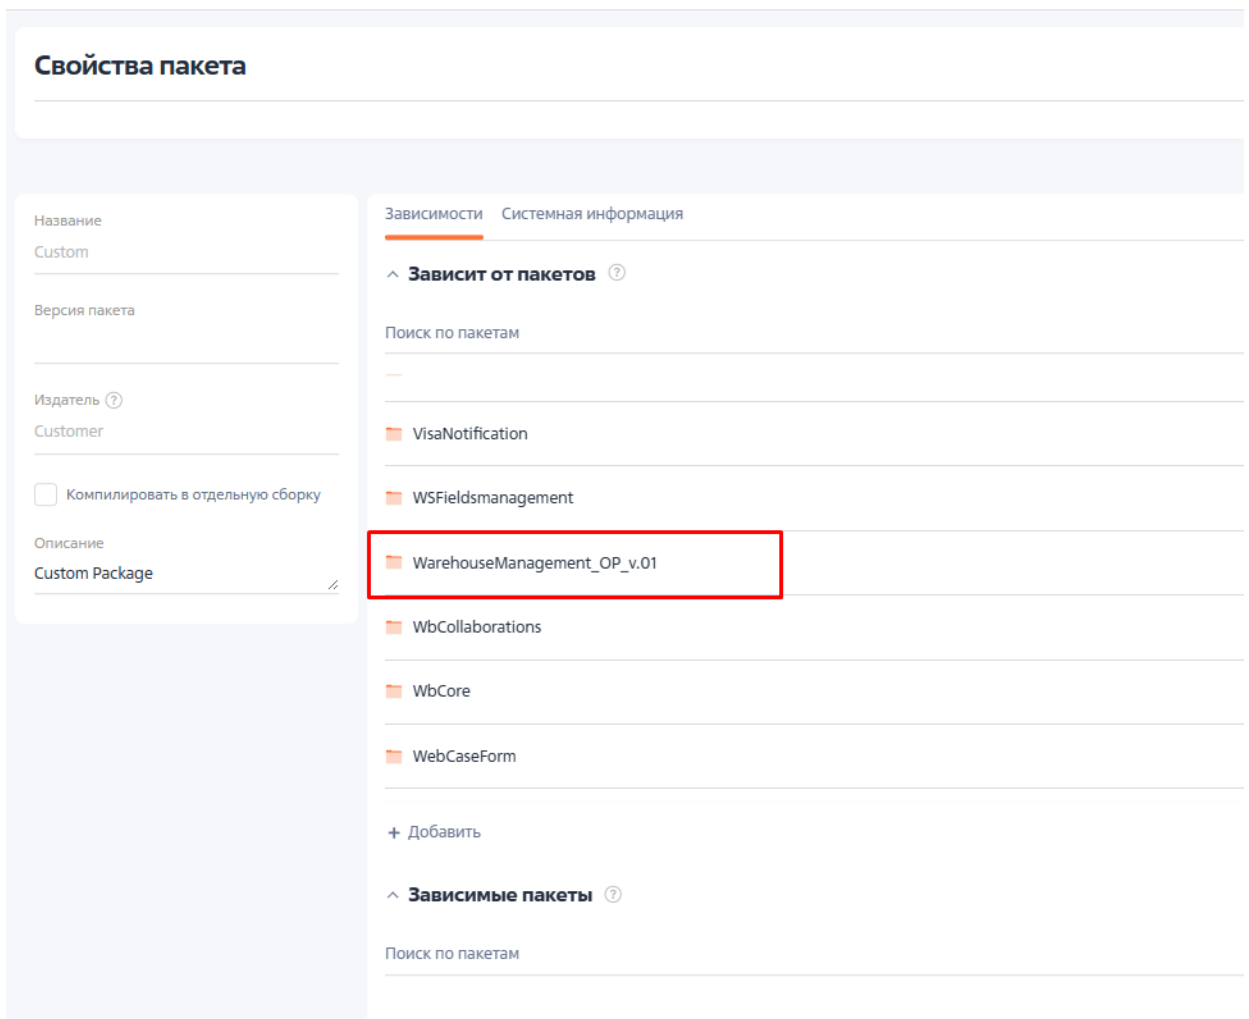 Свойства пакета
Название
Custom
Версия пакета
Издатель
Customer
Компилировать в отдельную сборку
Описание
Custom Package
Зависимости Системная информация
Зависит от пакетов
Поиск по пакетам
VisaNotification
WSFieldsmanagement
WarehouseManagement_OP_v.01
WbCollaborations
WbCore
WebCaseForm
+ Добавить
Зависимые пакеты
Поиск по пакетам